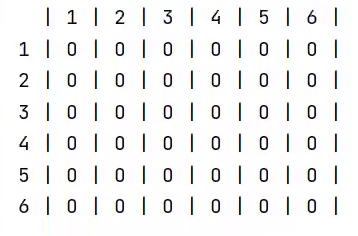 | 1 | 2 | 3 | 4 | 5 | 6 |
1 | 0 | 0 | 0 | 0 | 0 | 0 |
2 | 0 | 0 | 0 | 0 | 0 | 0 |
3 | 0 | 0 | 0 | 0 | 0 | 0 |
4 | 0 | 0 | 0 | 0 | 0 | 0 |
5 | 0 | 0 | 0 | 0 | 0 | 0 |
6 | 0 | 0 | 0 | 0 | 0 | 0 |